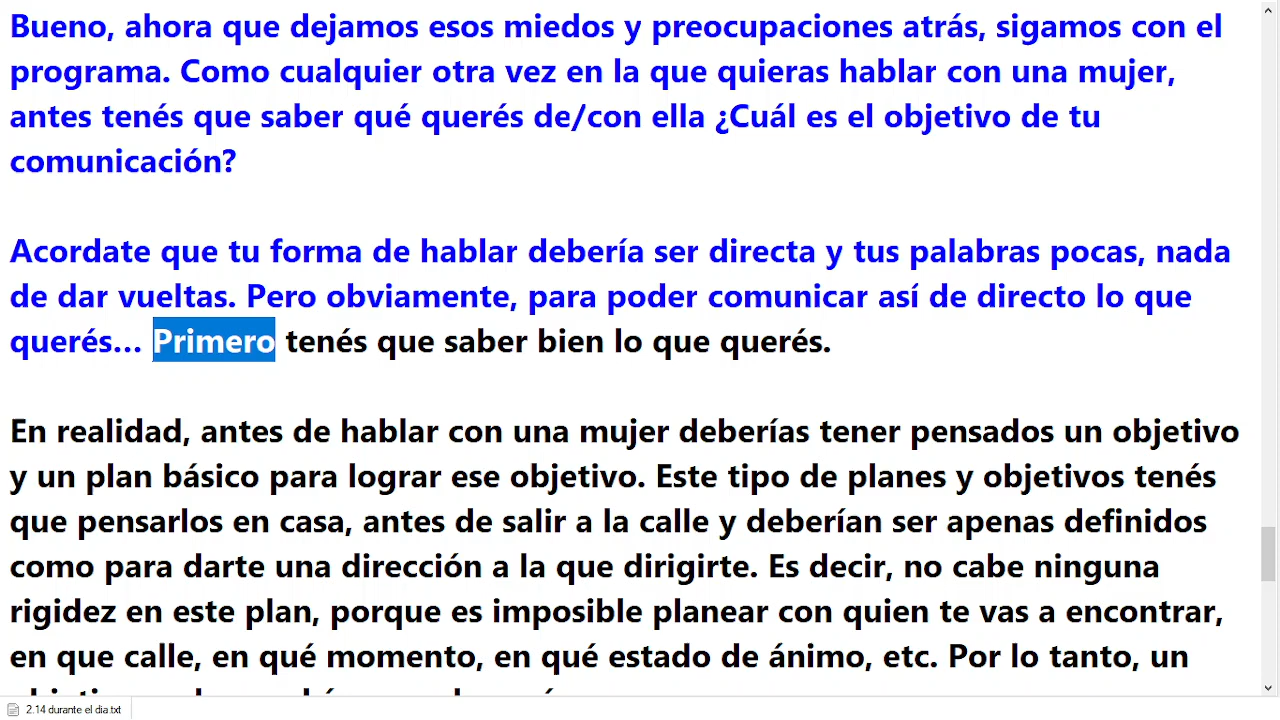 Bueno, ahora que dejamos esos miedos y preocupaciones atrás, sigamos con el
programa. Como cualquier otra vez en la que quieras hablar con una mujer,
antes tenés que saber qué querés de/con ella ¿Cuál es el objetivo de tu
comunicación?
Acordate que tu forma de hablar debería ser directa y tus palabras pocas, nada
de dar vueltas. Pero obviamente, para poder comunicar así de directo lo que
querés... Primero tenés que saber bien lo que querés.
En realidad, antes de hablar con una mujer deberías tener pensados un objetivo
y un plan básico para lograr ese objetivo. Este tipo de planes y objetivos tenés
que pensarlos en casa, antes de salir a la calle y deberían ser apenas definidos
como para darte una dirección a la que dirigirte. Es decir, no cabe ninguna
rigidez en este plan, porque es imposible planear con quien te vas a encontrar,
en que calle, en qué momento, en qué estado de ánimo, etc. Por lo tanto, un
2.14 durante el dia.txt